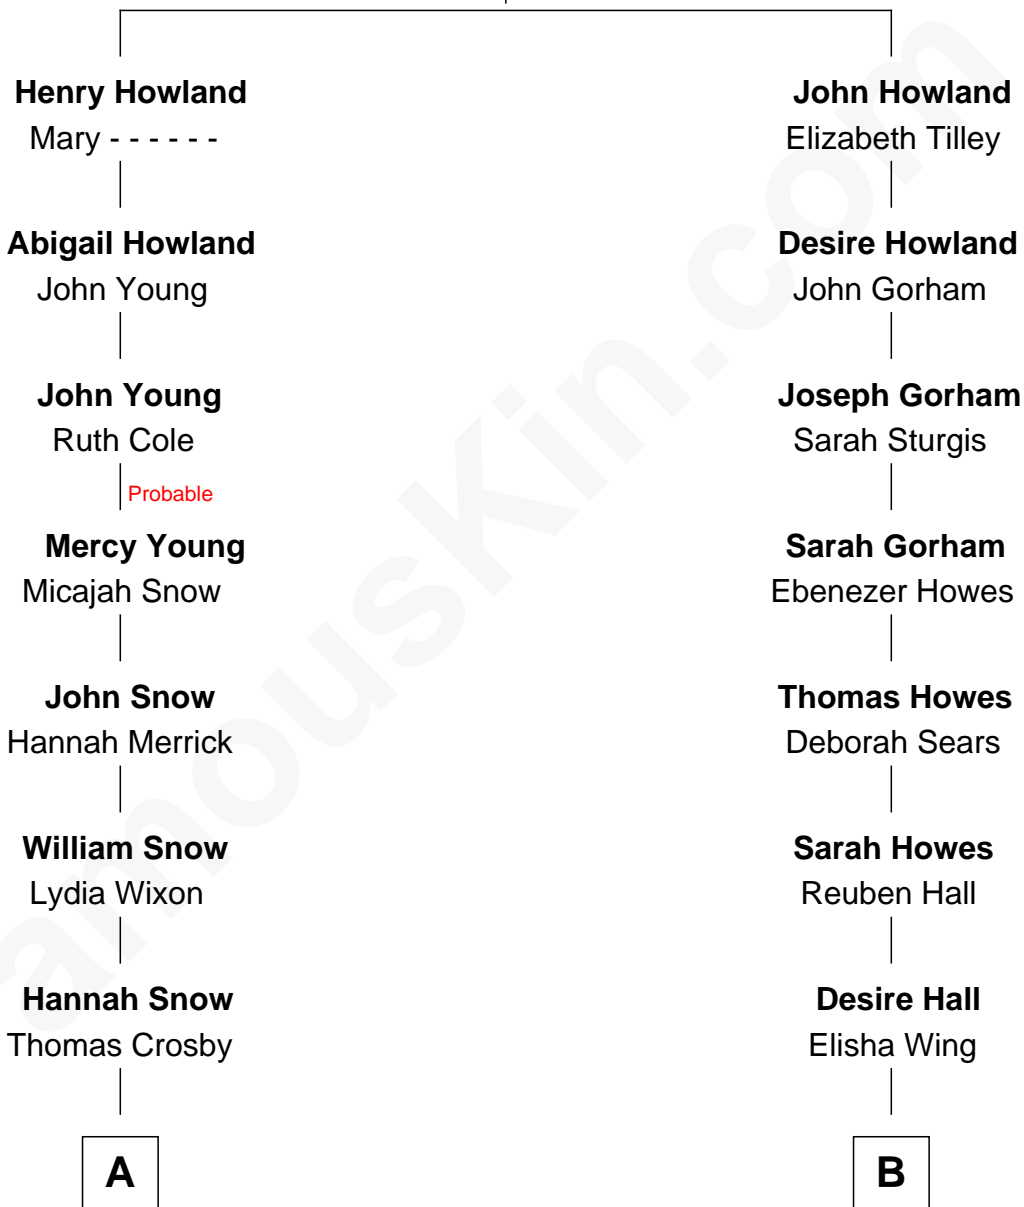 Henry Howland
Mary - - - - - -
Abigail Howland
John Young
John Young
Ruth Cole
Probable
Mercy Young
Micajah Snow
John Snow
Hannah Merrick
William Snow
Lydia Wixon
Hannah Snow
Thomas Crosby
A
John Howland
Elizabeth Tilley
Desire Howland
John Gorham
Joseph Gorham
Sarah Sturgis
Sarah Gorham
Ebenezer Howes
Thomas Howes
Deborah Sears
Sarah Howes
Reuben Hall
Desire Hall
Elisha Wing
B
amouskin.com